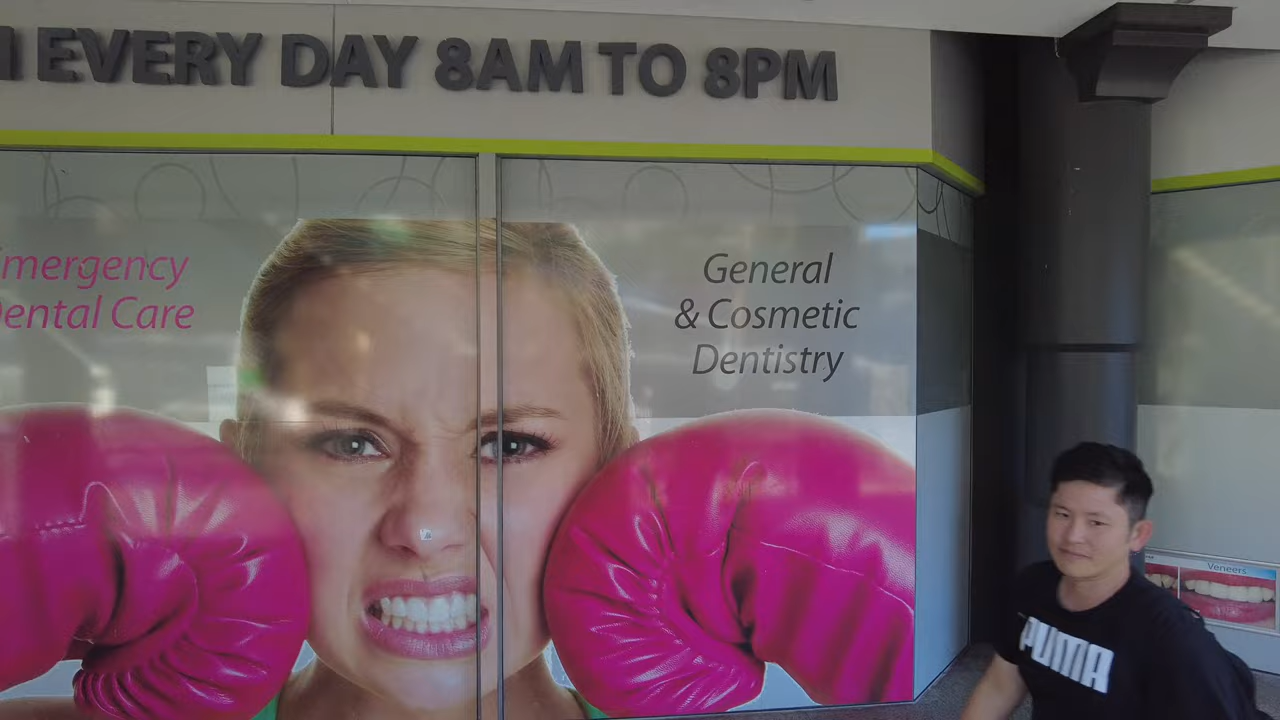 EVERY DAY 8AM TO 8PM
mergency
ental Care
General
& Cosmetic
Dentistry
Veneers
PUMA